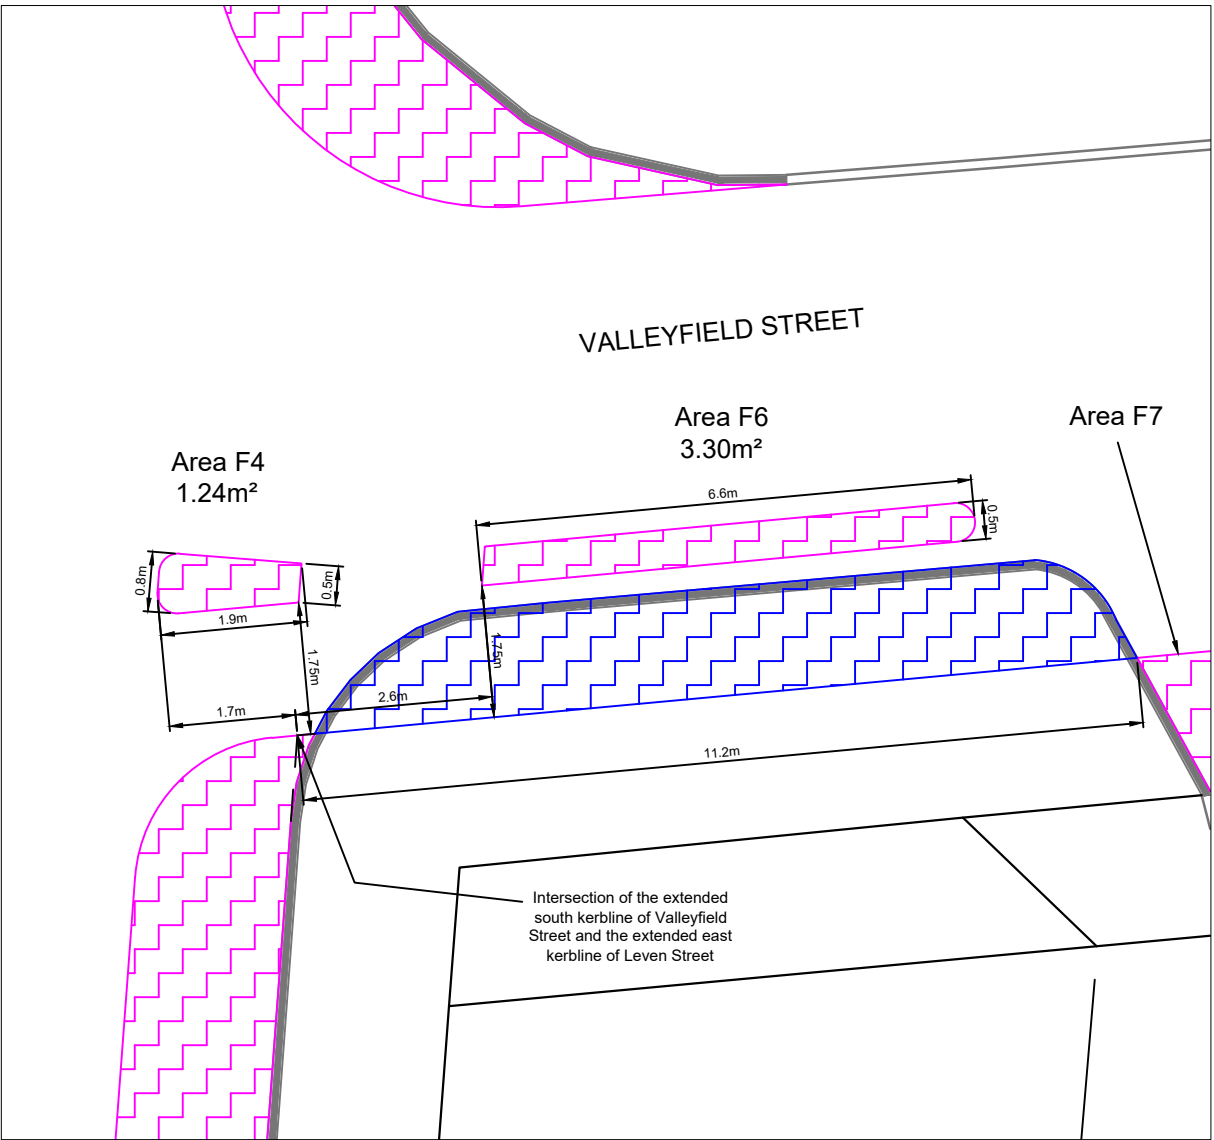 VALLEYFIELD STREET
Area F6
3.30m²
Area F7
Area F4
1.24m²
6.6m
0.5m
0.8m
0.5m
1.9m
1.75m
1.75m
2.6m
1.7m
11.2m
Intersection of the extended
south kerbline of Valleyfield
Street and the extended east
kerbline of Leven Street